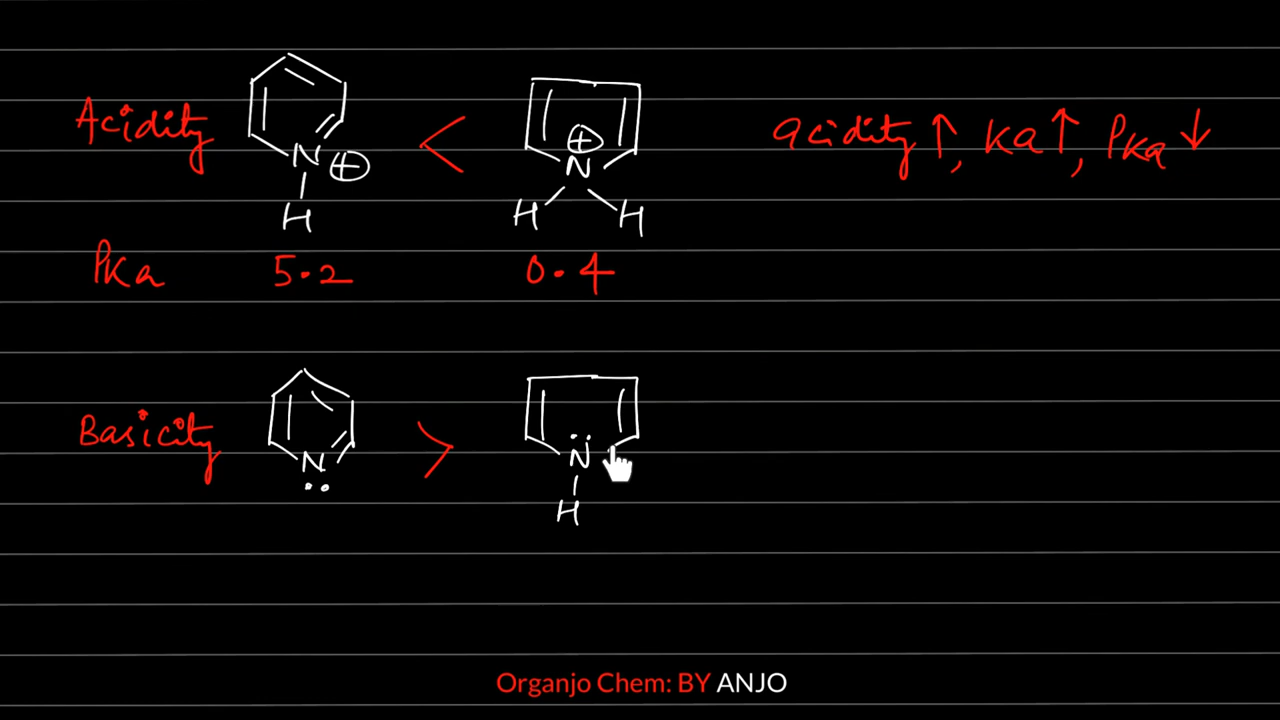 Acidity N ⊕ H < ⊕ N H H acidity ↑, Ka ↑, PKa ↓
PKa 5.2 0.4
Basicity N > N H
Organjo Chem: BY ANJO